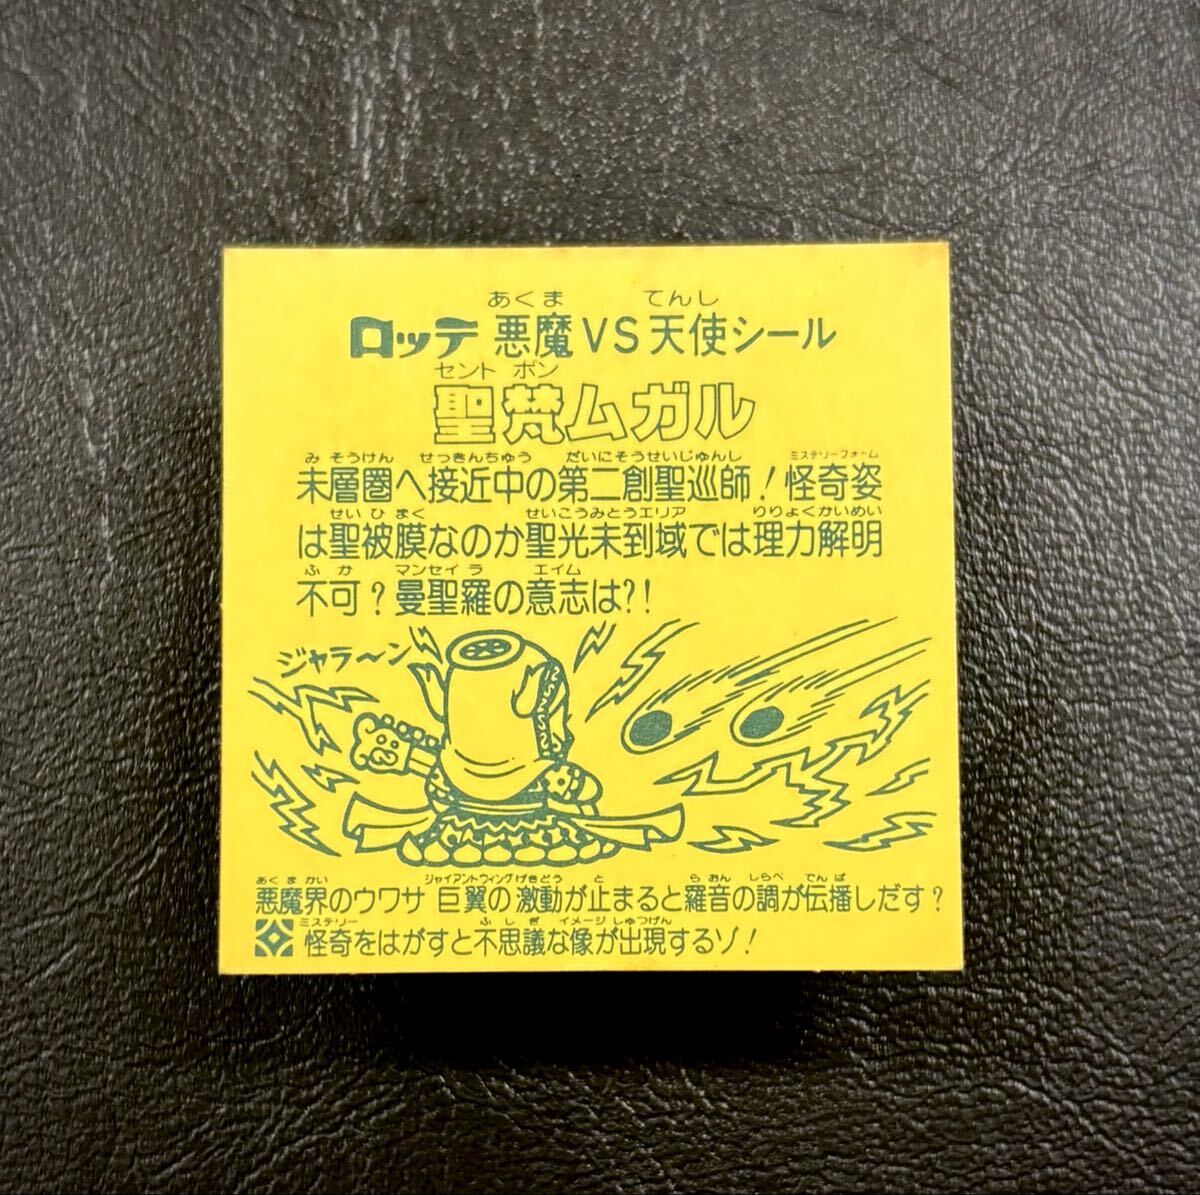 あくま てんし
ロッテ 悪魔VS天使シール
セント ボン
聖梵ムガル
みそうけん せっきんちゅう だいにそうせいじゅんし ミステリーフォーム
未層圏へ接近中の第二創聖巡師！怪奇姿
せいひまく せいこうみとうエリア りりょくかいめい
は聖被膜なのか聖光未到域では理力解明
ふか マンセイラ エイム
不可？曼聖羅の意志は?!
ジャラ〜ン
あくまかい ジャイアントウィングげきどう と らおん しらべ でんぱ
悪魔界のウワサ 巨翼の激動が止まると羅音の調が伝播しだす？
ミステリー ふしぎ イメージ しゅつげん
怪奇をはがすと不思議な像が出現するゾ！